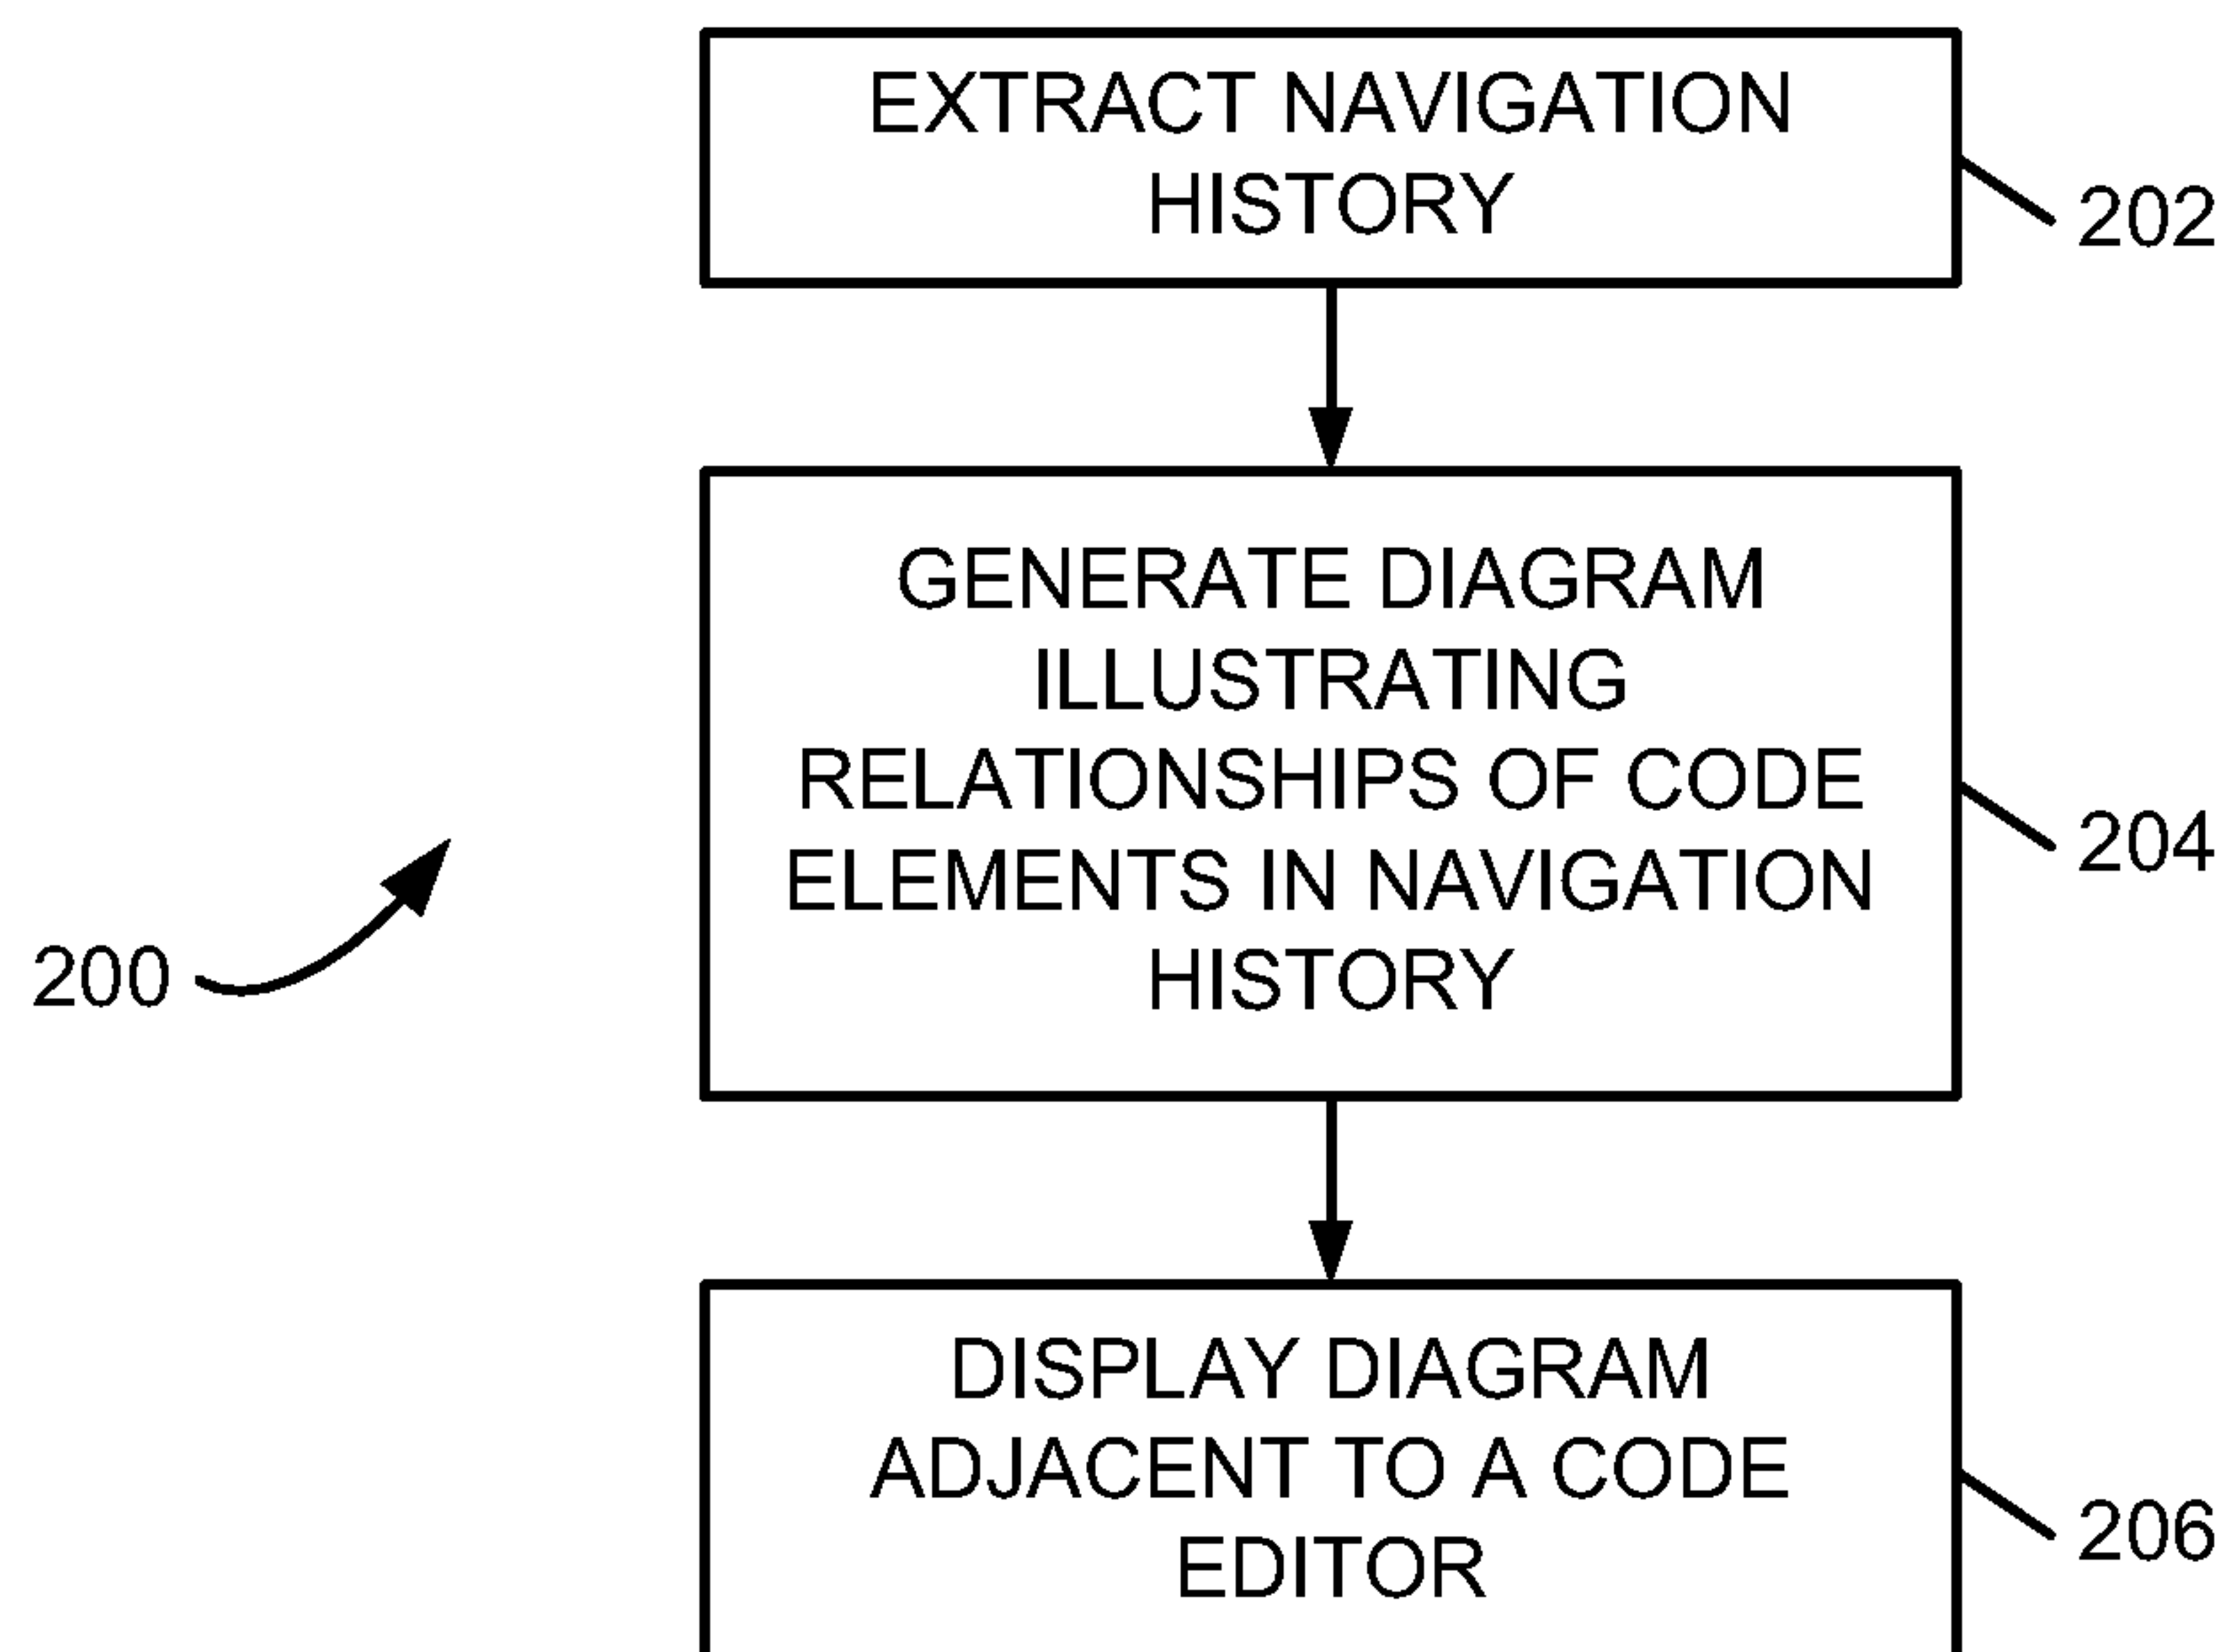 EXTRACT NAVIGATION
HISTORY
202
GENERATE DIAGRAM
ILLUSTRATING
RELATIONSHIPS OF CODE
ELEMENTS IN NAVIGATION
HISTORY
204
200
DISPLAY DIAGRAM
ADJACENT TO A CODE
EDITOR
206